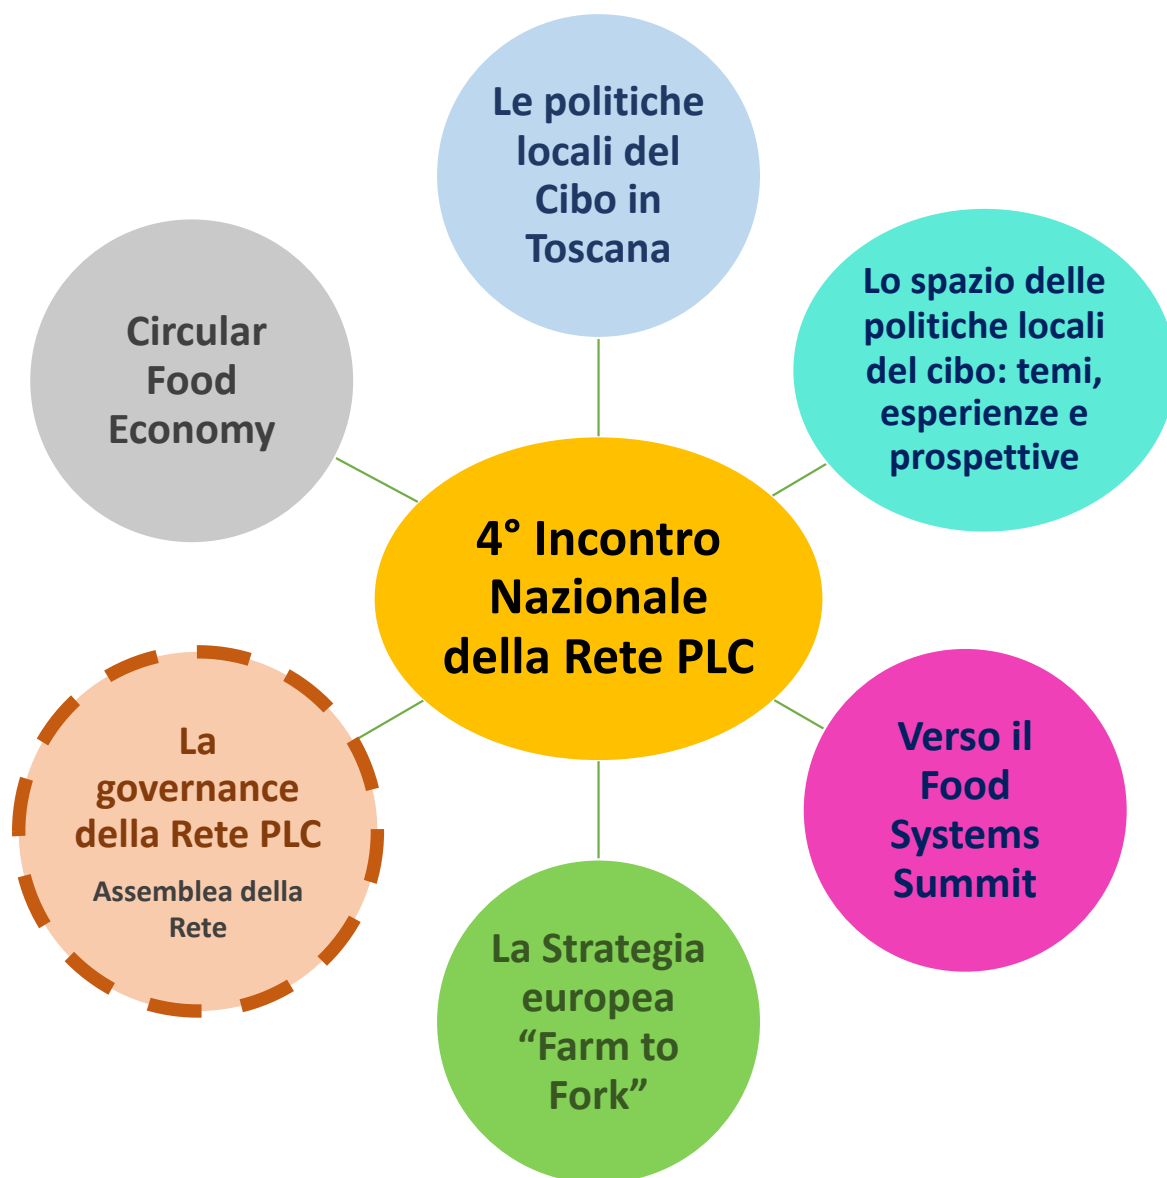 Le politiche
locali del
Cibo in
Toscana
Lo spazio delle
politiche locali
del cibo: temi,
esperienze e
prospettive
Circular
Food
Economy
4° Incontro
Nazionale
della Rete PLC
La
governance
della Rete PLC
Assemblea della
Rete
Verso il
Food
Systems
Summit
La Strategia
europea
“Farm to
Fork”